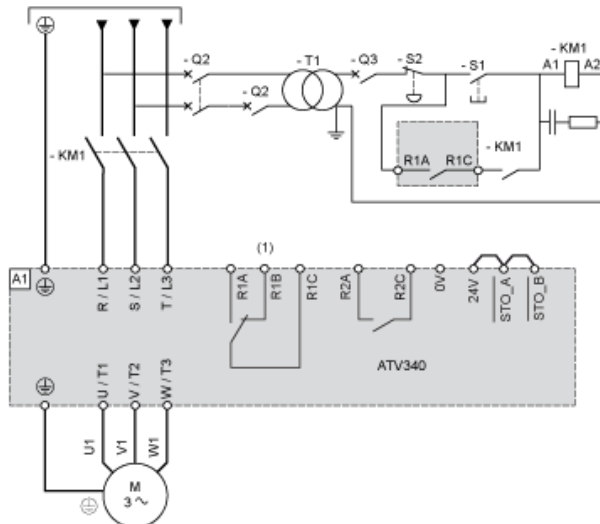 - Q2
- T1
- Q3
- S2
- S1
- KM1
A1
A2
- Q2
- KM1
R1A
R1C
- KM1
(1)
A1
R / L1
S / L2
T / L3
R1A
R1B
R1C
R2A
R2C
0V
24V
STO_A
STO_B
ATV340
U / T1
V / T2
W / T3
U1
V1
W1
M
3 ~